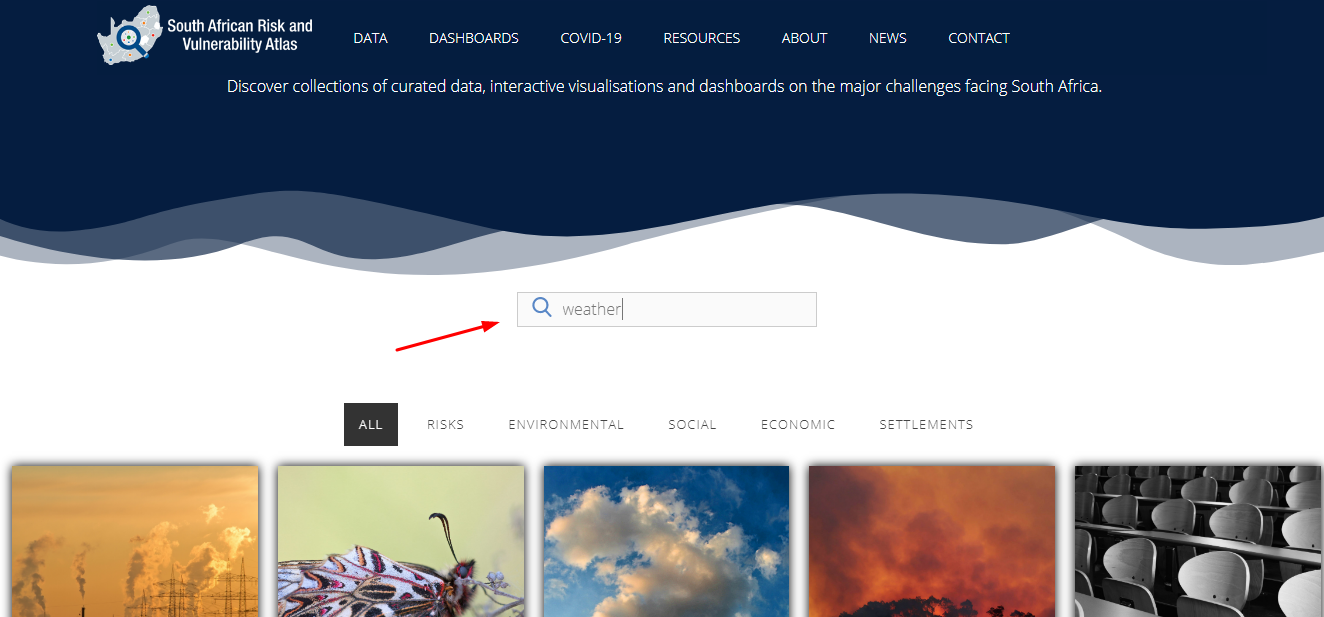 South African Risk and
Vulnerability Atlas
DATA DASHBOARDS COVID-19 RESOURCES ABOUT NEWS CONTACT
Discover collections of curated data, interactive visualisations and dashboards on the major challenges facing South Africa.
weather
ALL RISKS ENVIRONMENTAL SOCIAL ECONOMIC SETTLEMENTS